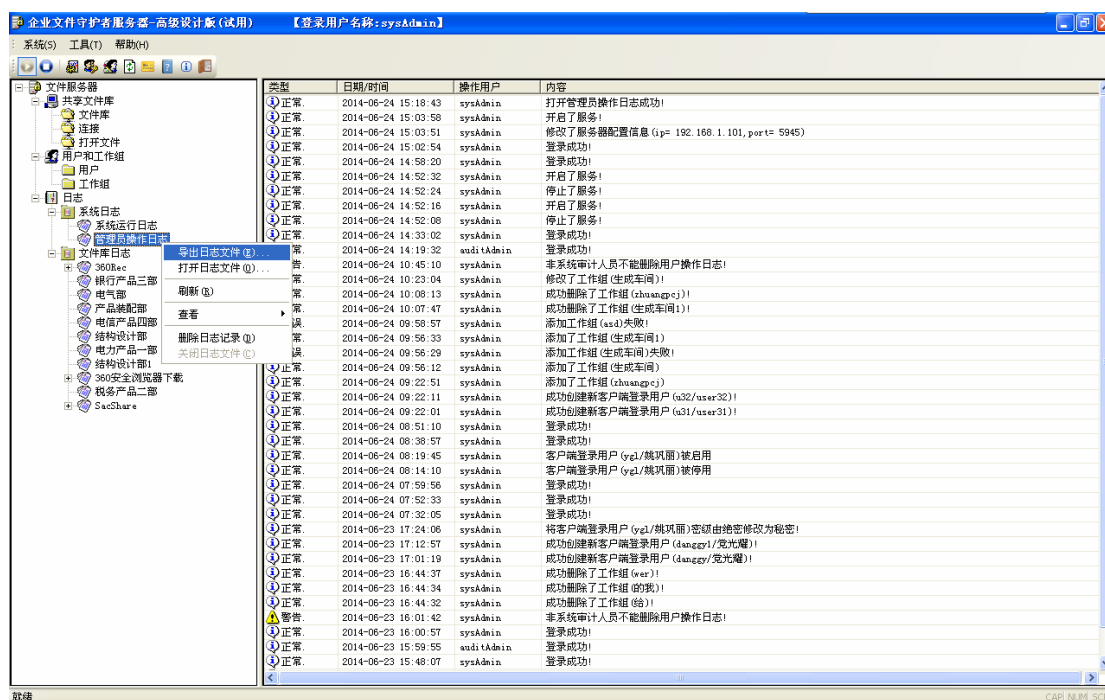 企业文件守护者服务器-高级设计版(试用) 【登录用户名称:sysAdmin】
系统(S) 工具(T) 帮助(H)
文件服务器
共享文件库
文件库
连接
打开文件
用户和工作组
用户
工作组
日志
系统日志
系统运行日志
管理员操作日志
文件库日志
360Rec
银行产品三部
电气部
产品装配部
电信产品四部
结构设计部
电力产品一部
结构设计部1
360安全浏览器下载
税务产品二部
SacShare
导出日志文件(E)...
打开日志文件(O)...
刷新(R)
查看
删除日志记录(D)
关闭日志文件(C)
类型 日期/时间 操作用户 内容
正常. 2014-06-24 15:18:43 sysAdmin 打开管理员操作日志成功!
正常. 2014-06-24 15:03:58 sysAdmin 开启了服务!
正常. 2014-06-24 15:03:51 sysAdmin 修改了服务器配置信息(ip= 192.168.1.101,port= 5945)
正常. 2014-06-24 15:02:54 sysAdmin 登录成功!
正常. 2014-06-24 14:58:20 sysAdmin 登录成功!
正常. 2014-06-24 14:52:32 sysAdmin 开启了服务!
正常. 2014-06-24 14:52:24 sysAdmin 停止了服务!
正常. 2014-06-24 14:52:16 sysAdmin 开启了服务!
正常. 2014-06-24 14:52:08 sysAdmin 停止了服务!
正常. 2014-06-24 14:33:02 sysAdmin 登录成功!
常. 2014-06-24 14:19:32 auditAdmin 登录成功!
告. 2014-06-24 10:45:10 sysAdmin 非系统审计人员不能删除用户操作日志!
常. 2014-06-24 10:23:04 sysAdmin 修改了工作组(生成车间)!
常. 2014-06-24 10:08:13 sysAdmin 成功删除了工作组(zhuangpcj)!
常. 2014-06-24 10:07:47 sysAdmin 成功删除了工作组(生成车间1)!
误. 2014-06-24 09:58:57 sysAdmin 添加工作组(asd)失败!
常. 2014-06-24 09:56:33 sysAdmin 添加了工作组(生成车间1)
误. 2014-06-24 09:56:29 sysAdmin 添加工作组(生成车间)失败!
正常. 2014-06-24 09:56:12 sysAdmin 添加了工作组(生成车间)
正常. 2014-06-24 09:22:51 sysAdmin 添加了工作组(zhuangpcj)
正常. 2014-06-24 09:22:11 sysAdmin 成功创建新客户端登录用户(u32/user32)!
正常. 2014-06-24 09:22:01 sysAdmin 成功创建新客户端登录用户(u31/user31)!
正常. 2014-06-24 08:51:10 sysAdmin 登录成功!
正常. 2014-06-24 08:38:57 sysAdmin 登录成功!
正常. 2014-06-24 08:19:45 sysAdmin 客户端登录用户(ygl/姚巩丽)被启用
正常. 2014-06-24 08:14:10 sysAdmin 客户端登录用户(ygl/姚巩丽)被停用
正常. 2014-06-24 07:59:56 sysAdmin 登录成功!
正常. 2014-06-24 07:52:33 sysAdmin 登录成功!
正常. 2014-06-24 07:32:05 sysAdmin 登录成功!
正常. 2014-06-23 17:24:06 sysAdmin 将客户端登录用户(ygl/姚巩丽)密级由绝密修改为秘密!
正常. 2014-06-23 17:12:57 sysAdmin 成功创建新客户端登录用户(danggyl/党光耀)!
正常. 2014-06-23 17:01:19 sysAdmin 成功创建新客户端登录用户(danggy/党光耀)!
正常. 2014-06-23 16:44:37 sysAdmin 成功删除了工作组(wer)!
正常. 2014-06-23 16:44:34 sysAdmin 成功删除了工作组(的我)!
正常. 2014-06-23 16:44:32 sysAdmin 成功删除了工作组(给)!
警告. 2014-06-23 16:01:42 sysAdmin 非系统审计人员不能删除用户操作日志!
正常. 2014-06-23 16:00:57 sysAdmin 登录成功!
正常. 2014-06-23 15:59:55 auditAdmin 登录成功!
正常. 2014-06-23 15:48:07 sysAdmin 登录成功!
就绪 CAP NUM SC